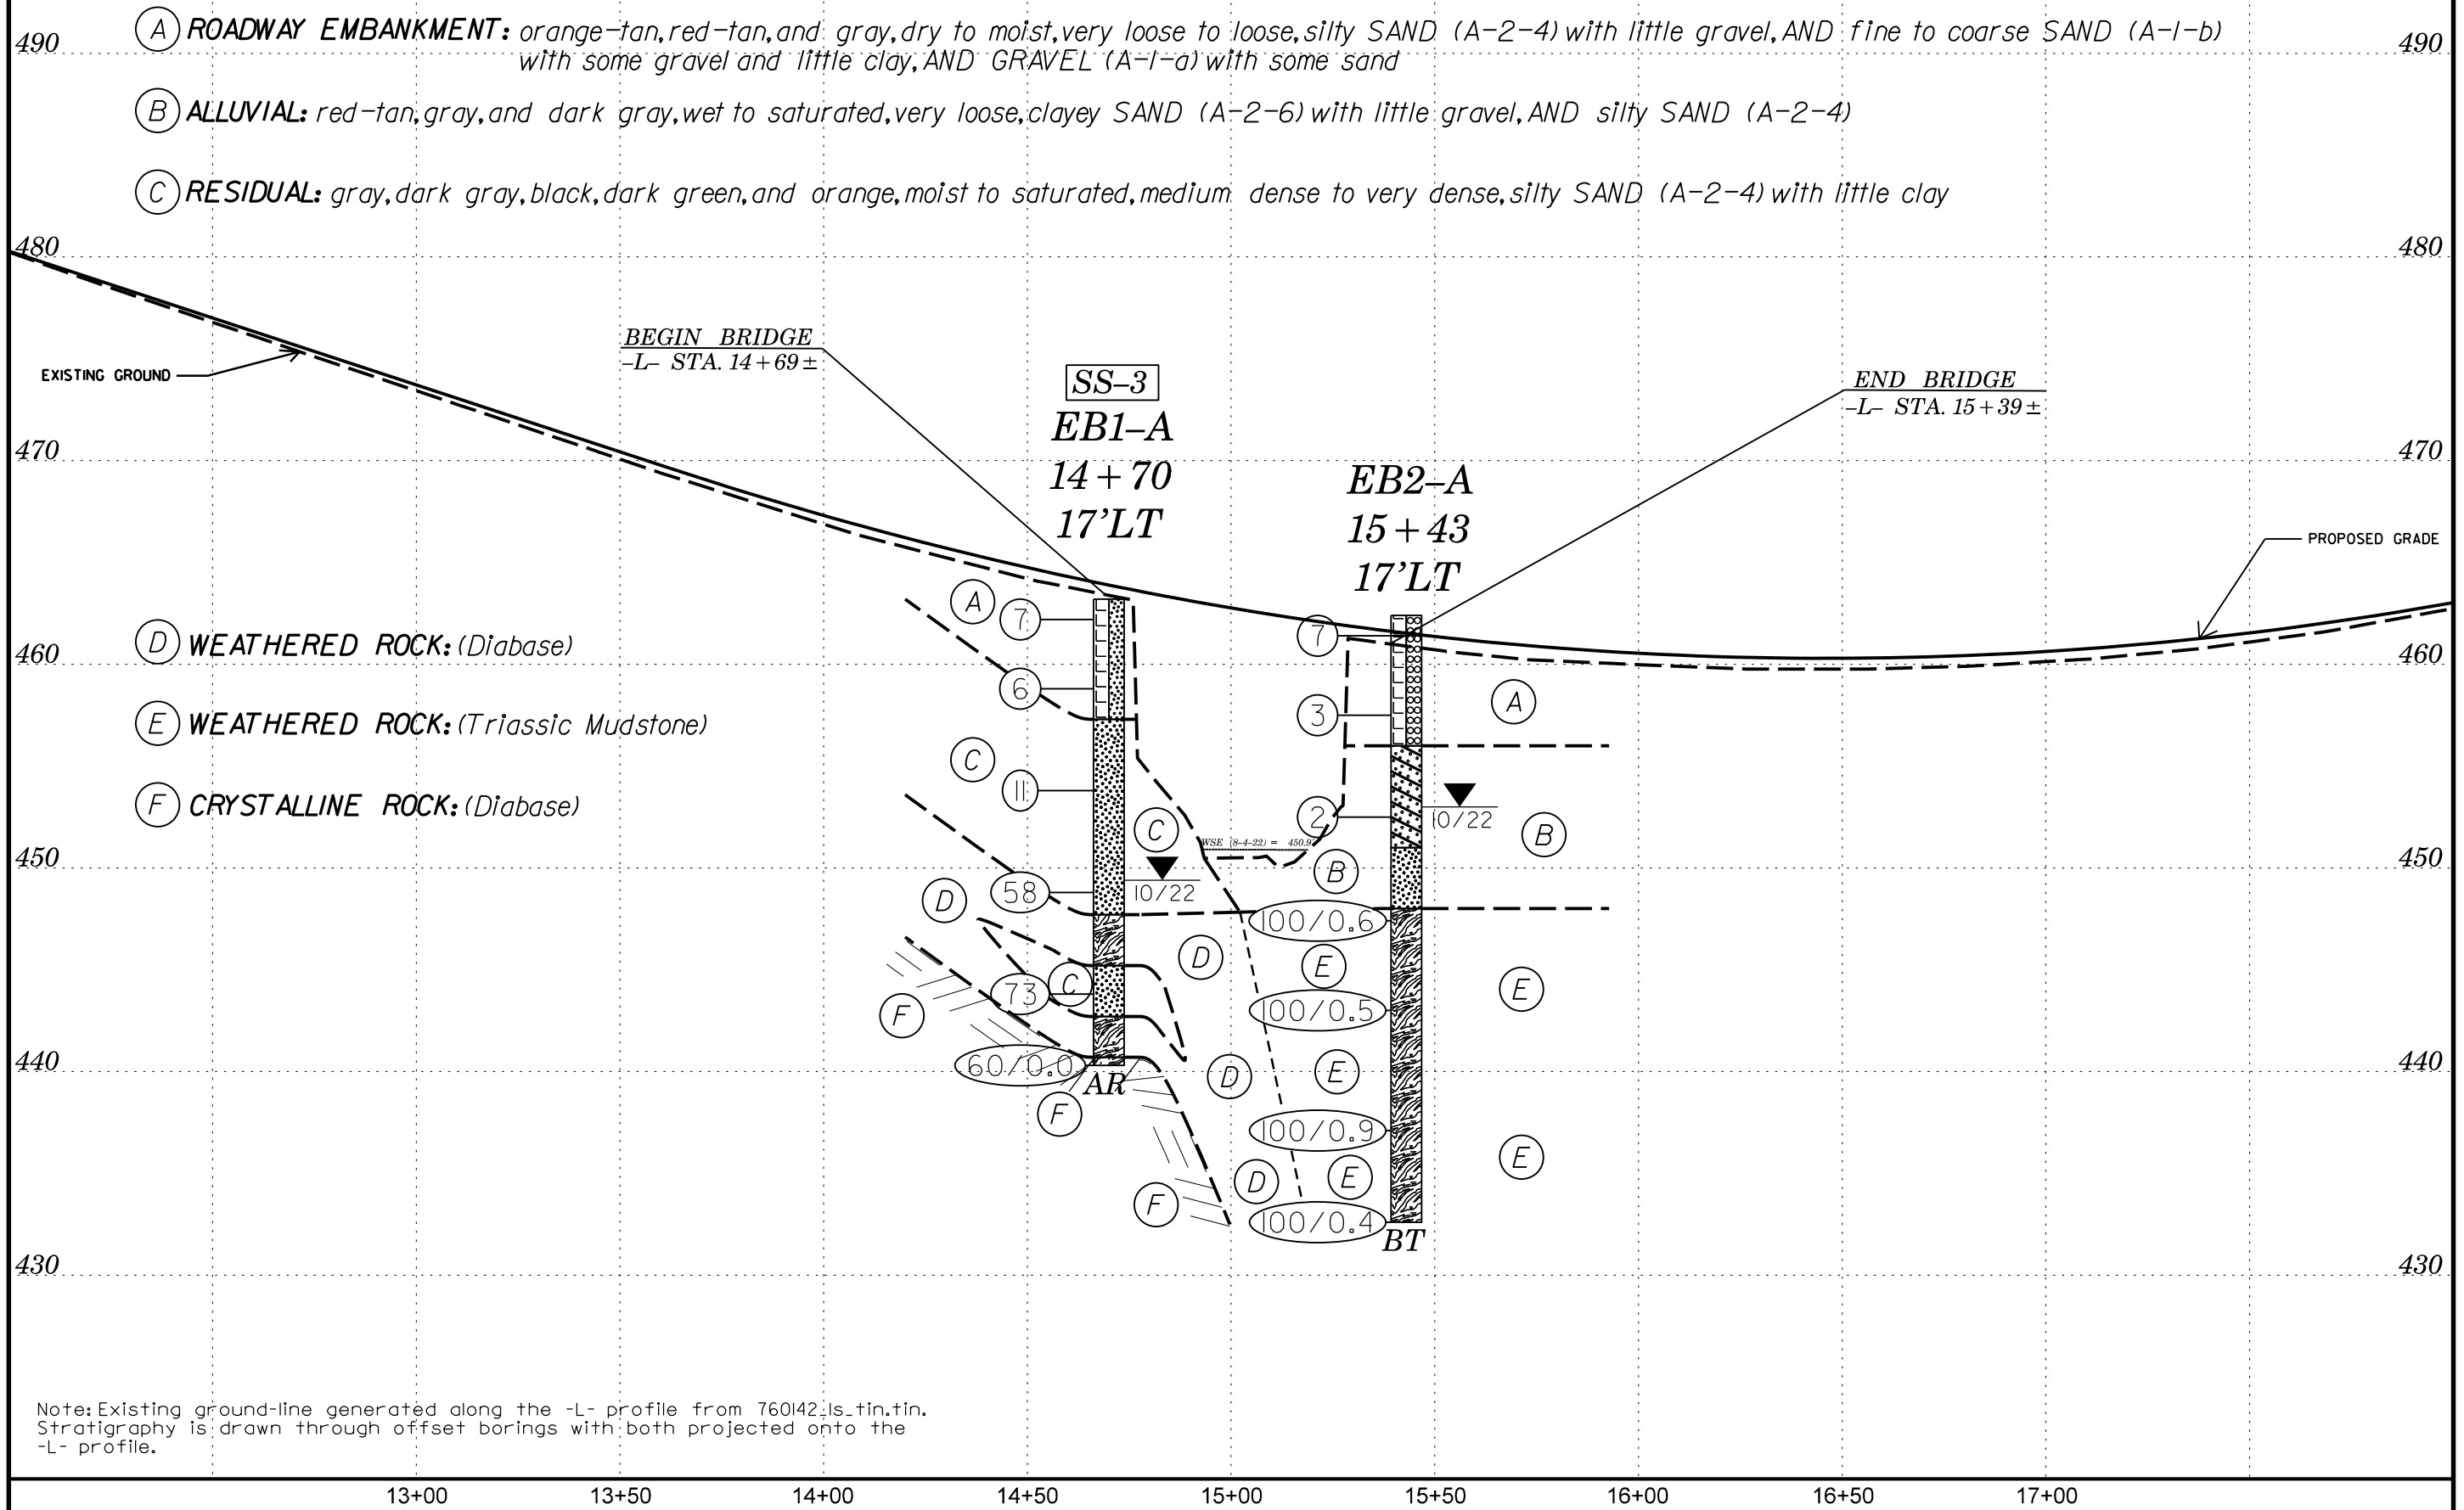 (A) ROADWAY EMBANKMENT: orange-tan, red-tan, and gray, dry to moist, very loose to loose, silty SAND (A-2-4) with little gravel, AND fine to coarse SAND (A-1-b)
with some gravel and little clay, AND GRAVEL (A-1-a) with some sand
490 490
(B) ALLUVIAL: red-tan, gray, and dark gray, wet to saturated, very loose, clayey SAND (A-2-6) with little gravel, AND silty SAND (A-2-4)
(C) RESIDUAL: gray, dark gray, black, dark green, and orange, moist to saturated, medium dense to very dense, silty SAND (A-2-4) with little clay
480 480
BEGIN BRIDGE
-L- STA. 14+69±
EXISTING GROUND
SS-3
EB1-A
14+70
17'LT
END BRIDGE
-L- STA. 15+39±
470 470
EB2-A
15+43
17'LT
PROPOSED GRADE
A
7
7
(D) WEATHERED ROCK: (Diabase)
460 460
6
3
A
(E) WEATHERED ROCK: (Triassic Mudstone)
C
11
(F) CRYSTALLINE ROCK: (Diabase)
C
2
10/22
B
WSE (8-4-22) = 450.9
450 450
B
58
10/22
D
100/0.6
D
E
C
73
E
100/0.5
F
440 440
60/0.0
AR
D
E
F
100/0.9
E
D
E
F
100/0.4
BT
430 430
Note: Existing ground-line generated along the -L- profile from 760142_ls_tin.tin.
Stratigraphy is drawn through offset borings with both projected onto the
-L- profile.
13+00 13+50 14+00 14+50 15+00 15+50 16+00 16+50 17+00